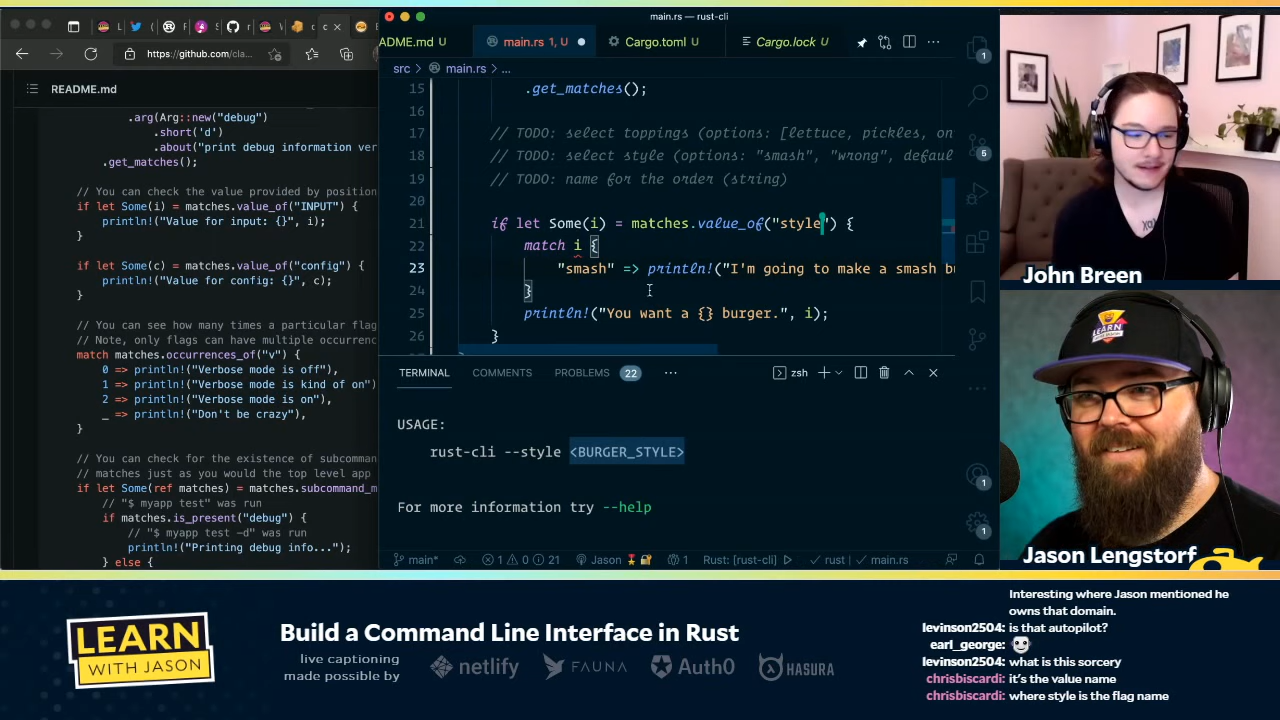 https://github.com/cla...
README.md
.arg(Arg::new("debug")
.short('d')
.about("print debug information ver
.get_matches();
// You can check the value provided by position
if let Some(i) = matches.value_of("INPUT") {
println!("Value for input: {}", i);
}
if let Some(c) = matches.value_of("config") {
println!("Value for config: {}", c);
}
// You can see how many times a particular flag
// Note, only flags can have multiple occurrenc
match matches.occurrences_of("v") {
0 => println!("Verbose mode is off"),
1 => println!("Verbose mode is kind of on")
2 => println!("Verbose mode is on"),
_ => println!("Don't be crazy"),
}
// You can check for the existence of subcomman
// matches just as you would the top level app
if let Some(ref matches) = matches.subcommand_m
// "$ myapp test" was run
if matches.is_present("debug") {
// "$ myapp test -d" was run
println!("Printing debug info...");
} else {
main.rs — rust-cli
ADME.md U main.rs 1, U Cargo.toml U Cargo.lock U
src > main.rs > ...
15 .get_matches();
16
17 // TODO: select toppings (options: [lettuce, pickles, on
18 // TODO: select style (options: "smash", "wrong", defaul
19 // TODO: name for the order (string)
20
21 if let Some(i) = matches.value_of("style") {
22 match i {
23 "smash" => println!("I'm going to make a smash bu
24 }
25 println!("You want a {} burger.", i);
26 }
TERMINAL COMMENTS PROBLEMS 22 ... zsh
USAGE:
rust-cli --style <BURGER_STYLE>
For more information try --help
main* 1 0 21 Jason 1 Rust: [rust-cli] rust main.rs
1
5
1
1
John Breen
LEARN
Jason Lengstorf
LEARN
WITH JASON
Build a Command Line Interface in Rust
live captioning
made possible by
netlify FAUNA Auth0 HASURA
Interesting where Jason mentioned he
owns that domain.
levinson2504: is that autopilot?
earl_george:
levinson2504: what is this sorcery
chrisbiscardi: it's the value name
chrisbiscardi: where style is the flag name